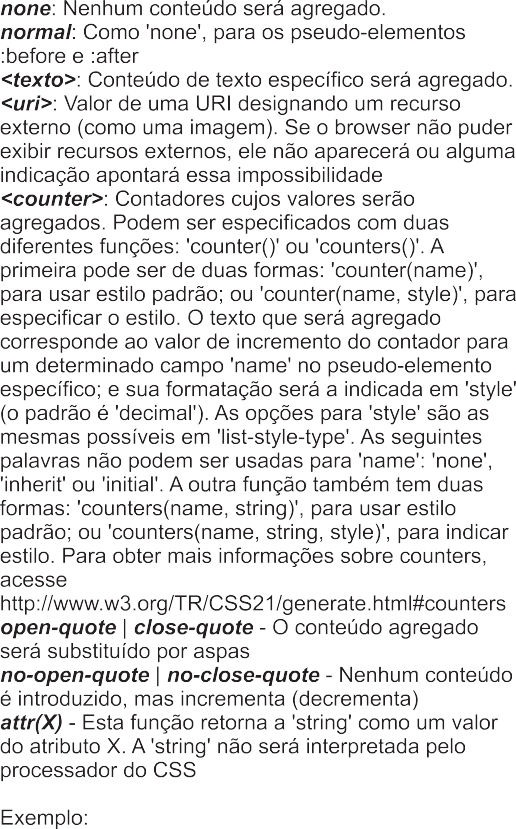 none: Nenhum conteúdo será agregado.
normal: Como 'none', para os pseudo-elementos
:before e :after
<texto>: Conteúdo de texto específico será agregado.
<uri>: Valor de uma URI designando um recurso
externo (como uma imagem). Se o browser não puder
exibir recursos externos, ele não aparecerá ou alguma
indicação apontará essa impossibilidade
<counter>: Contadores cujos valores serão
agregados. Podem ser especificados com duas
diferentes funções: 'counter()' ou 'counters()'. A
primeira pode ser de duas formas: 'counter(name)',
para usar estilo padrão; ou 'counter(name, style)', para
especificar o estilo. O texto que será agregado
corresponde ao valor de incremento do contador para
um determinado campo 'name' no pseudo-elemento
específico; e sua formatação será a indicada em 'style'
(o padrão é 'decimal'). As opções para 'style' são as
mesmas possíveis em 'list-style-type'. As seguintes
palavras não podem ser usadas para 'name': 'none',
'inherit' ou 'initial'. A outra função também tem duas
formas: 'counters(name, string)', para usar estilo
padrão; ou 'counters(name, string, style)', para indicar
estilo. Para obter mais informações sobre counters,
acesse
http://www.w3.org/TR/CSS21/generate.html#counters
open-quote | close-quote - O conteúdo agregado
será substituído por aspas
no-open-quote | no-close-quote - Nenhum conteúdo
é introduzido, mas incrementa (decrementa)
attr(X) - Esta função retorna a 'string' como um valor
do atributo X. A 'string' não será interpretada pelo
processador do CSS
Exemplo: